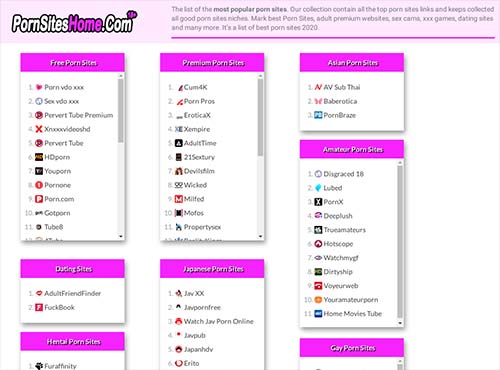 PornSitesHome.Com
The list of the most popular porn sites. Our collection contain all the top porn sites links and keeps collected
all good porn sites niches. Mark best Porn Sites, adult premium websites, sex cams, xxx games, dating sites
and many more. It's a list of best porn sites 2020.
Free Porn Sites
1. Porn vdo xxx
2. Sex vdo xxx
3. Pervert Tube Premium
4. Xnxxxvideoshd
5. Pervert Tube
6. HDporn
7. Youporn
8. Pornone
9. Porn.com
10. Gotporn
11. Tube8
Dating Sites
1. AdultFriendFinder
2. FuckBook
Hentai Porn Sites
1. Furaffinity
Premium Porn Sites
1. Cum4K
2. Porn Pros
3. EroticaX
4. Xempire
5. AdultTime
6. 21Sextury
7. Devilsfilm
8. Wicked
9. Milfed
10. Mofos
11. Propertysex
Japanese Porn Sites
1. Jav XX
2. Javpornfree
3. Watch Jav Porn Online
4. Javpub
5. Japanhdv
6. Erito
Asian Porn Sites
1. AV Sub Thai
2. Baberotica
3. PornBraze
Amateur Porn Sites
1. Disgraced 18
2. Lubed
3. PornX
4. Deeplush
5. Trueamateurs
6. Hotscope
7. Watchmygf
8. Dirtyship
9. Voyeurweb
10. Youramateurporn
11. Home Movies Tube
Gay Porn Sites